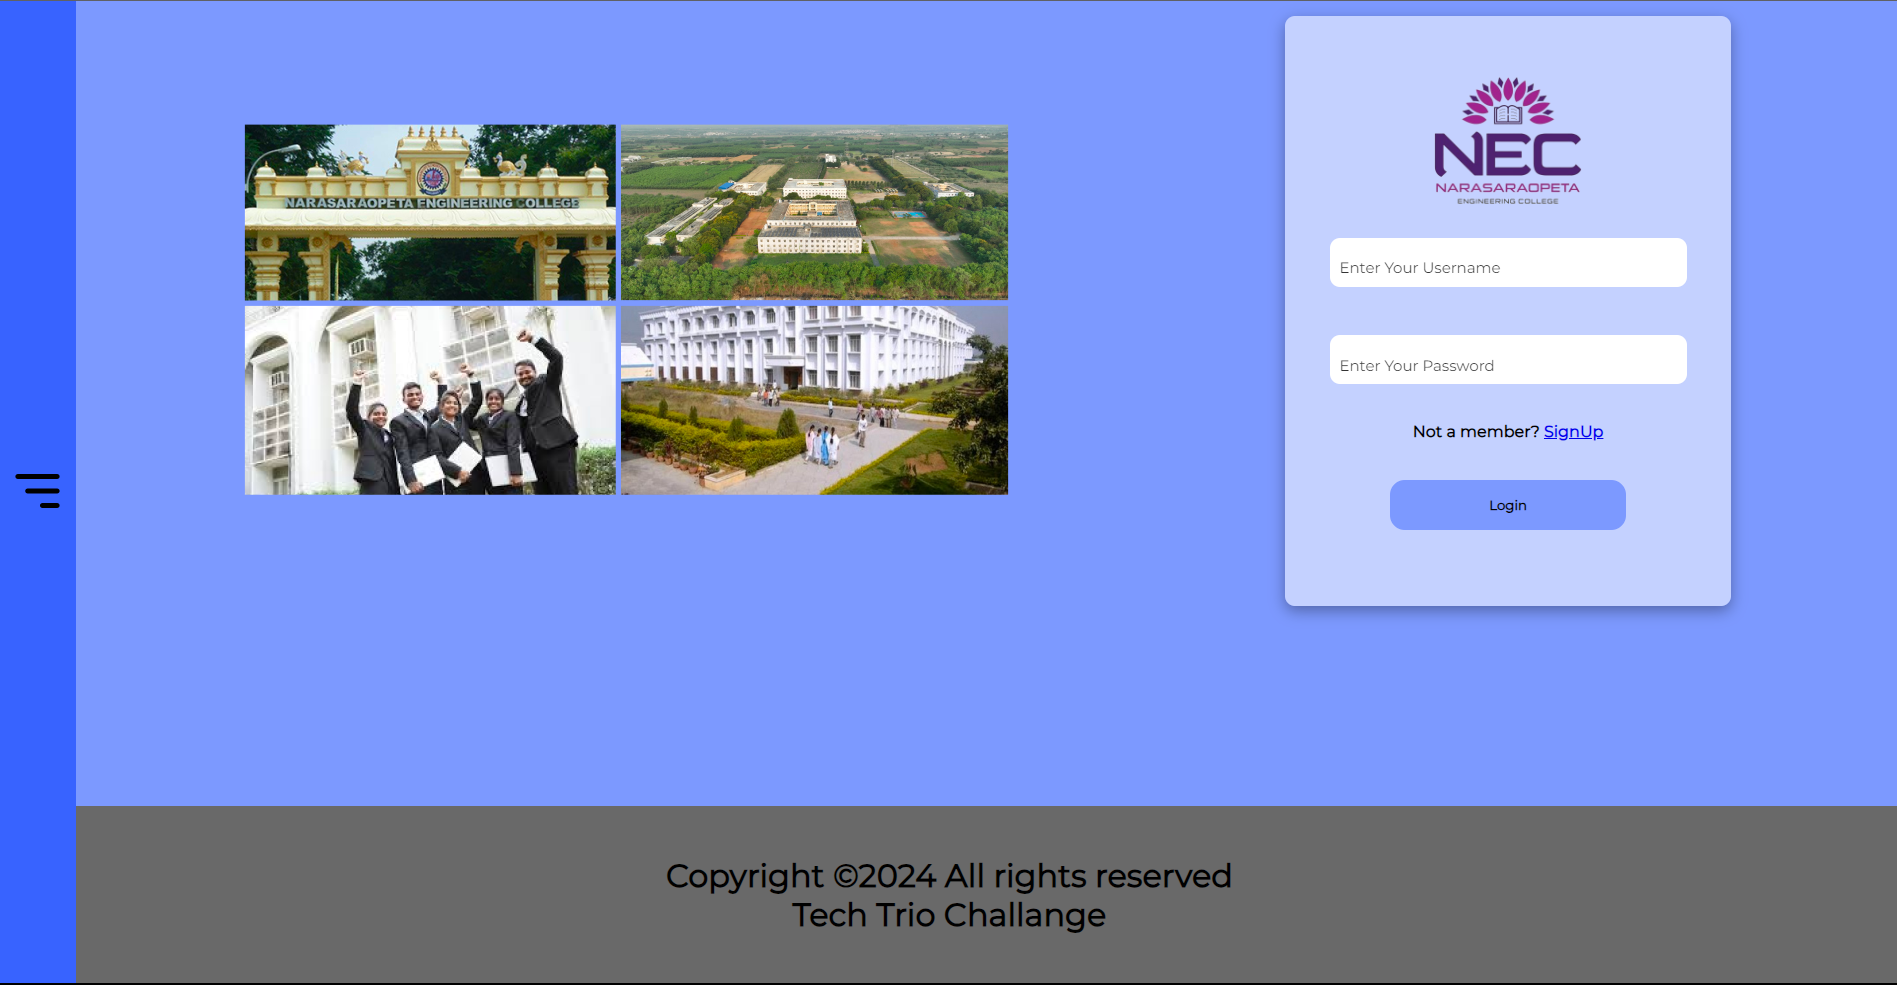 NARASARAOPETA ENGINEERING COLLEGE
NEC
NARASARAOPETA
ENGINEERING COLLEGE
Enter Your Username
Enter Your Password
Not a member? SignUp
Login
Copyright ©2024 All rights reserved
Tech Trio Challange